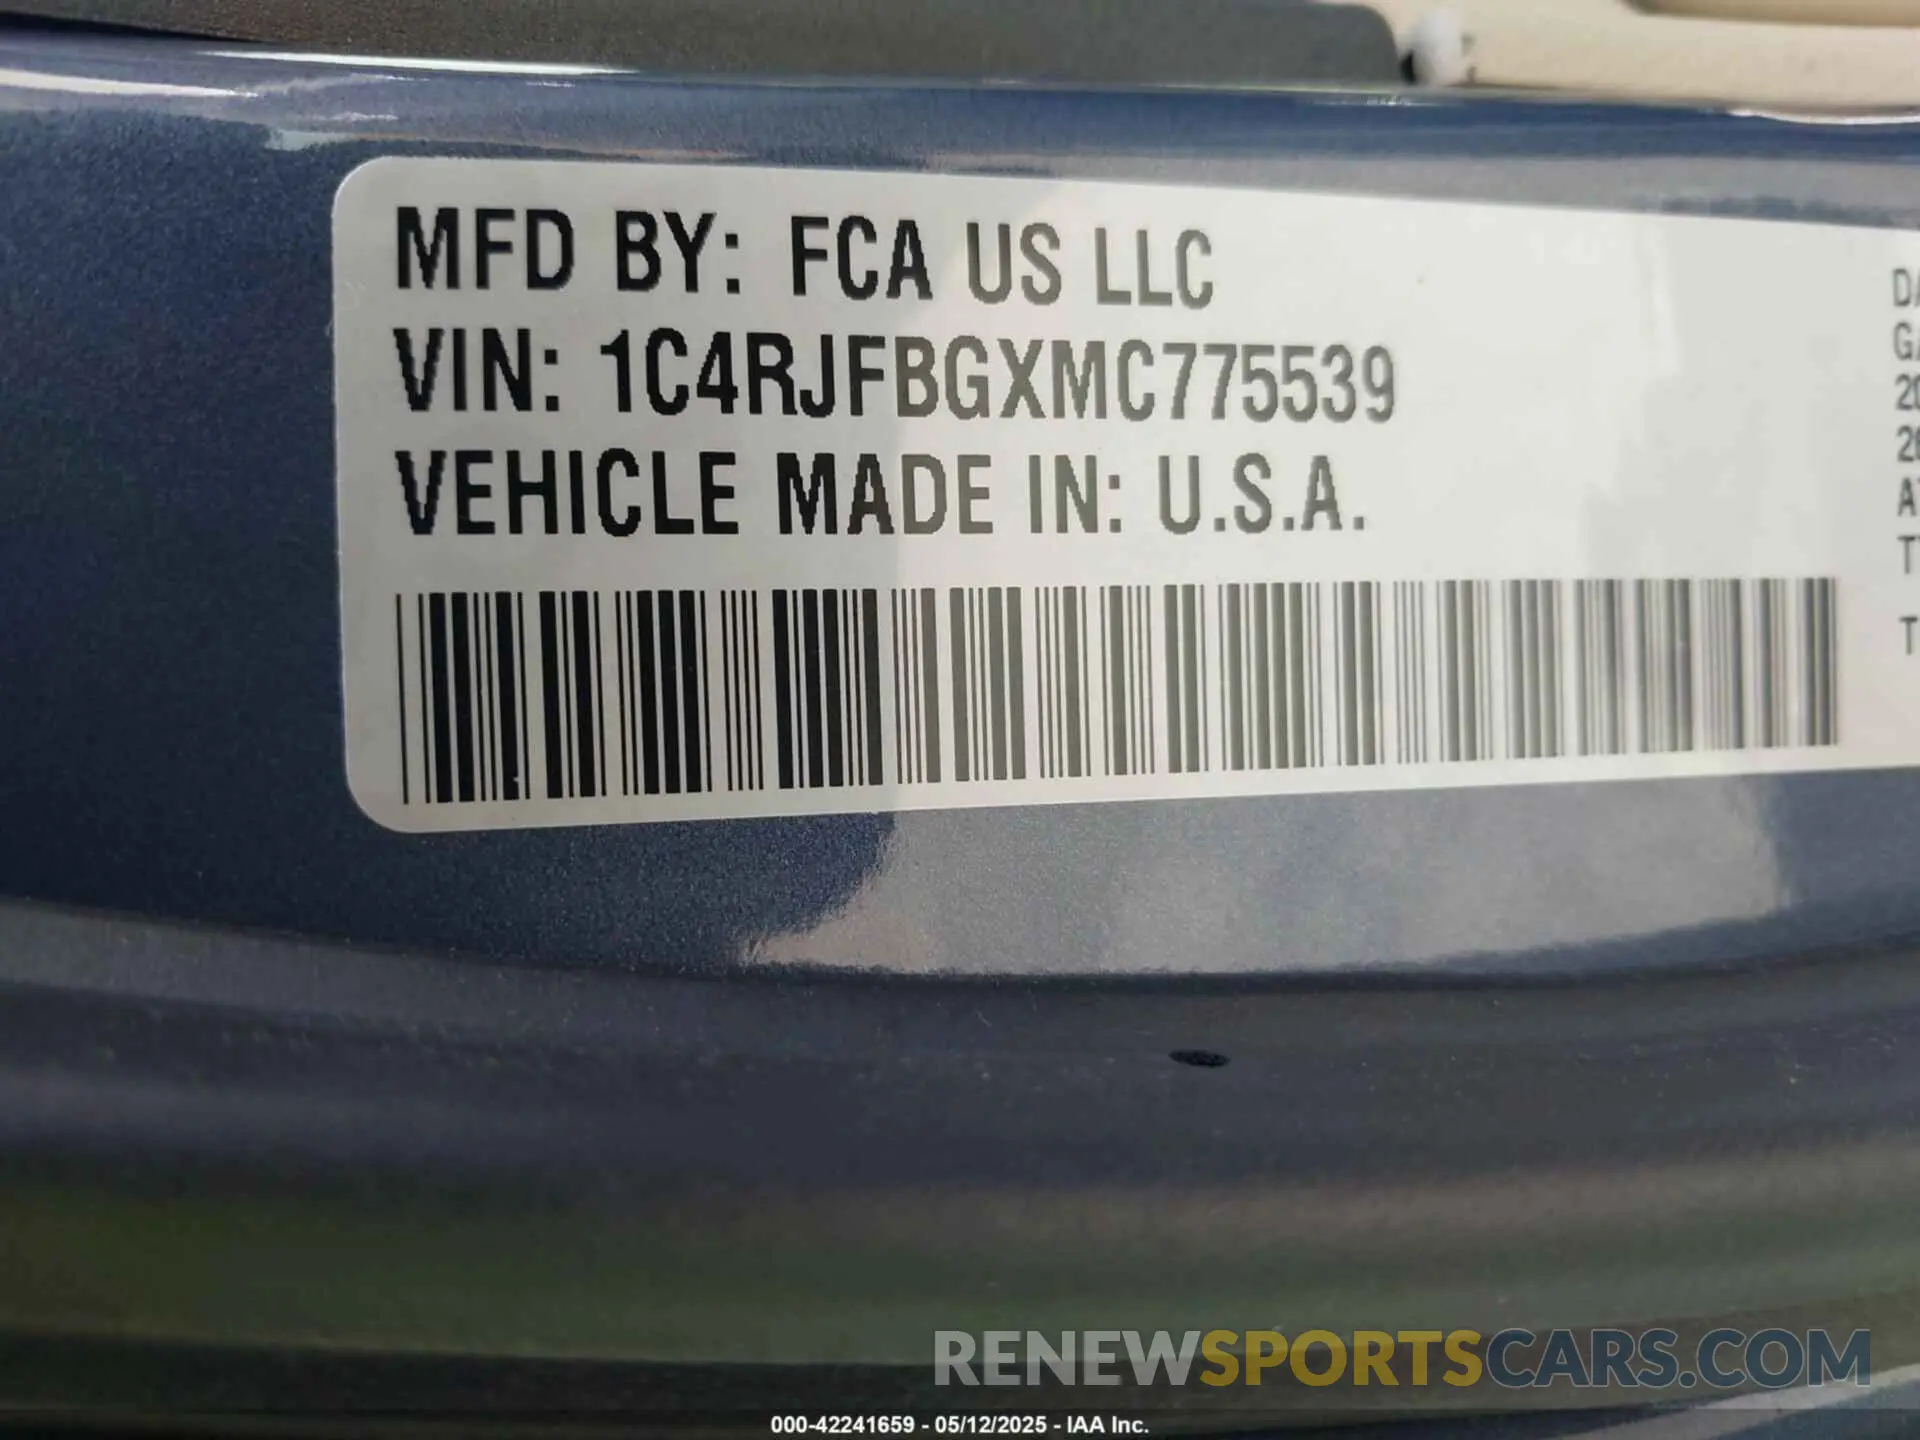 MFD BY: FCA US LLC
VIN: 1C4RJFBGXMC775539
VEHICLE MADE IN: U.S.A.
RENEWSPORTSCARS.COM
000-42241659 - 05/12/2025 - IAA Inc.